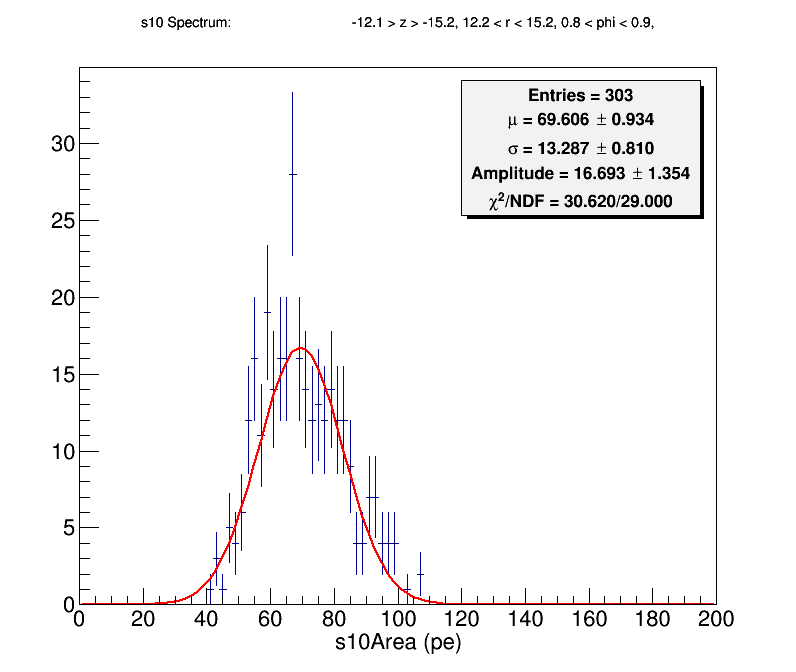 s10 Spectrum: -12.1 > z > -15.2, 12.2 < r < 15.2, 0.8 < phi < 0.9,
Entries = 303
μ = 69.606 ± 0.934
σ = 13.287 ± 0.810
Amplitude = 16.693 ± 1.354
χ²/NDF = 30.620/29.000
30
25
20
15
10
5
0
0 20 40 60 80 100 120 140 160 180 200
s10Area (pe)